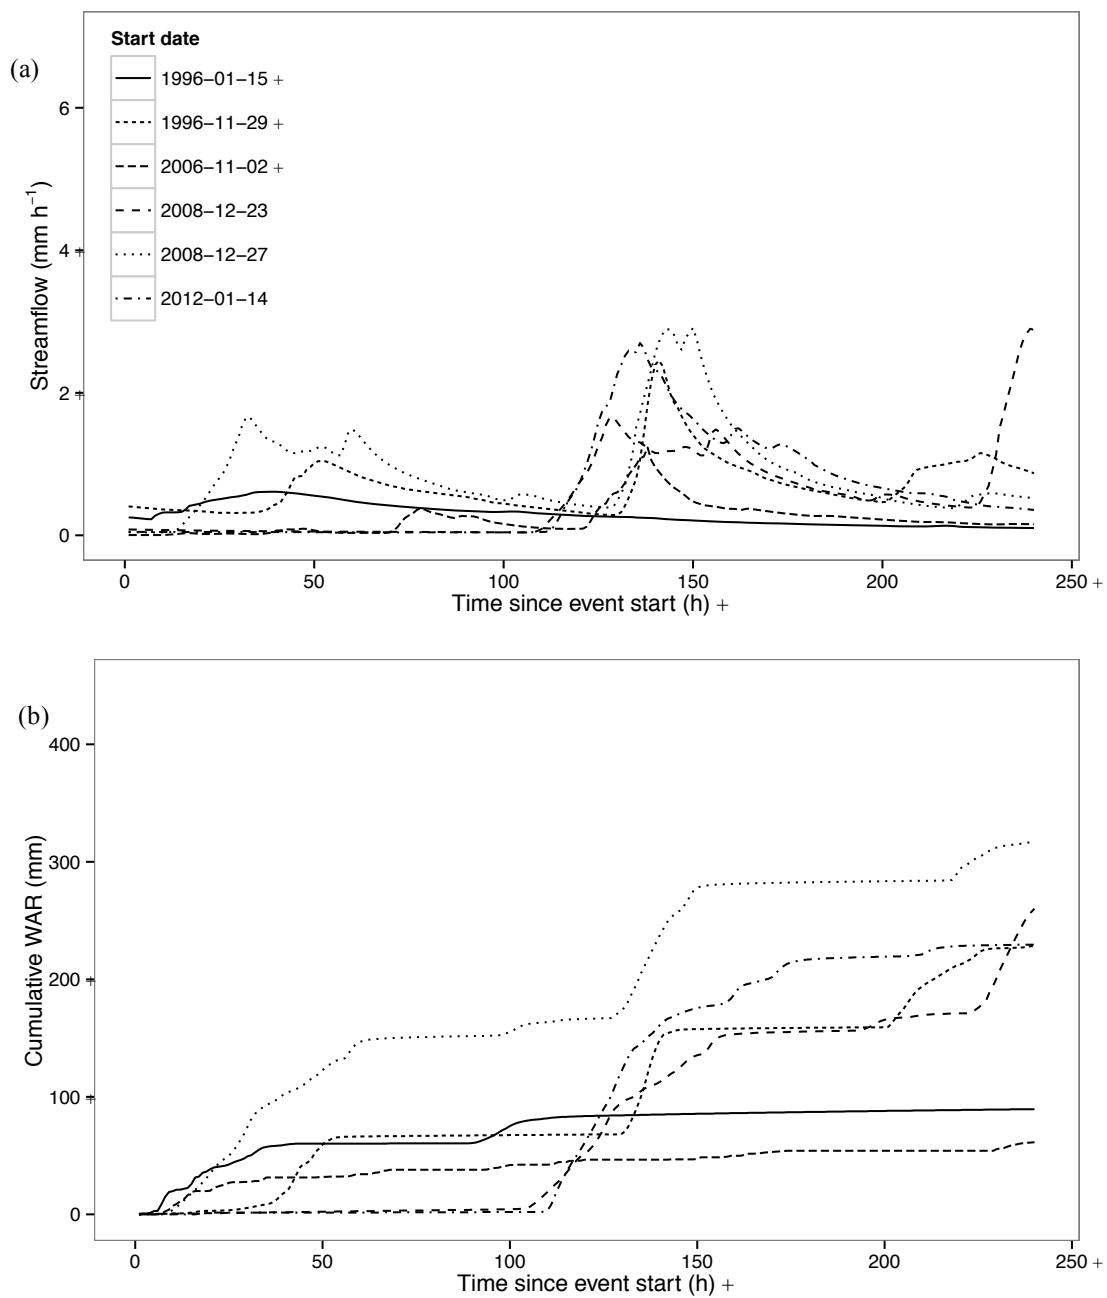 (a)
Start date
1996–01–15 +
1996–11–29 +
2006–11–02 +
2008–12–23
2008–12–27
2012–01–14
Streamflow (mm h⁻¹)
6
4
2
0
0 50 100 150 200 250 +
Time since event start (h) +
(b)
Cumulative WAR (mm)
400
300
200
100
0
0 50 100 150 200 250 +
Time since event start (h) +